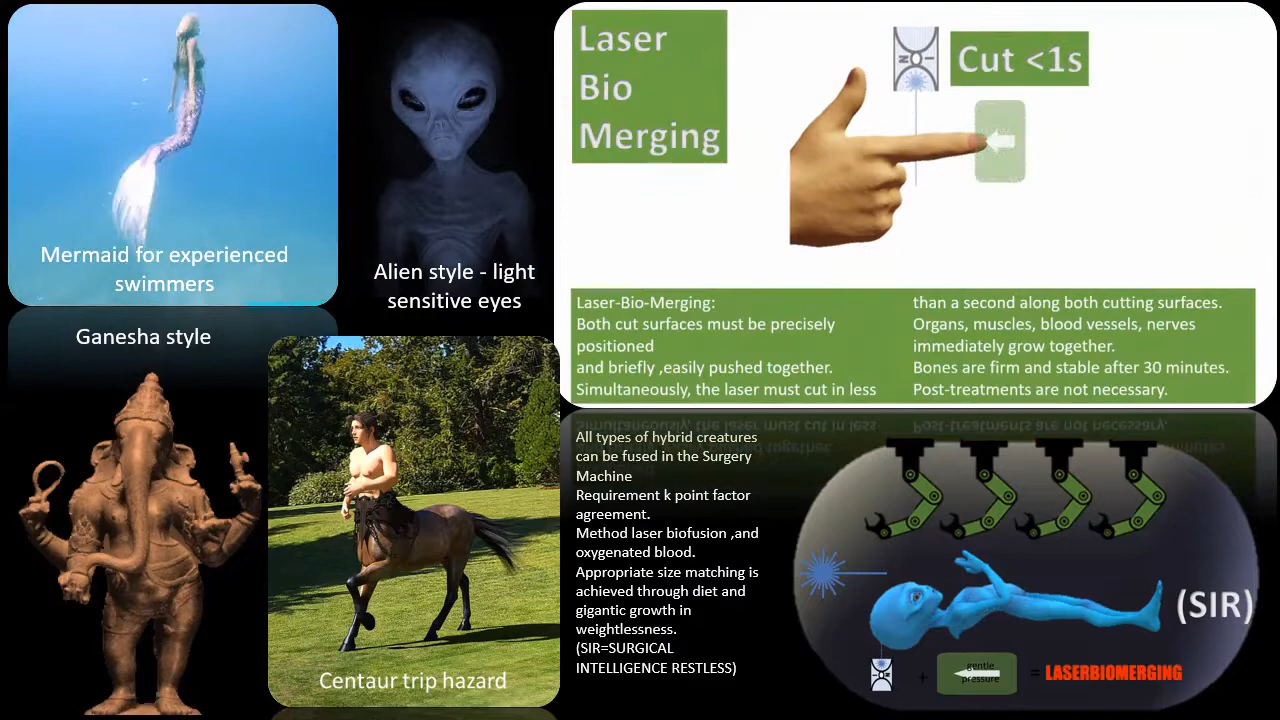 Mermaid for experienced
swimmers
Alien style - light
sensitive eyes
Ganesha style
Centaur trip hazard
Laser
Bio
Merging
Cut <1s
Laser-Bio-Merging:
Both cut surfaces must be precisely
positioned
and briefly ,easily pushed together.
Simultaneously, the laser must cut in less
than a second along both cutting surfaces.
Organs, muscles, blood vessels, nerves
immediately grow together.
Bones are firm and stable after 30 minutes.
Post-treatments are not necessary.
All types of hybrid creatures
can be fused in the Surgery
Machine
Requirement k point factor
agreement.
Method laser biofusion ,and
oxygenated blood.
Appropriate size matching is
achieved through diet and
gigantic growth in
weightlessness.
(SIR=SURGICAL
INTELLIGENCE RESTLESS)
(SIR)
gentle
pressure
+ = LASERBIOMERGING